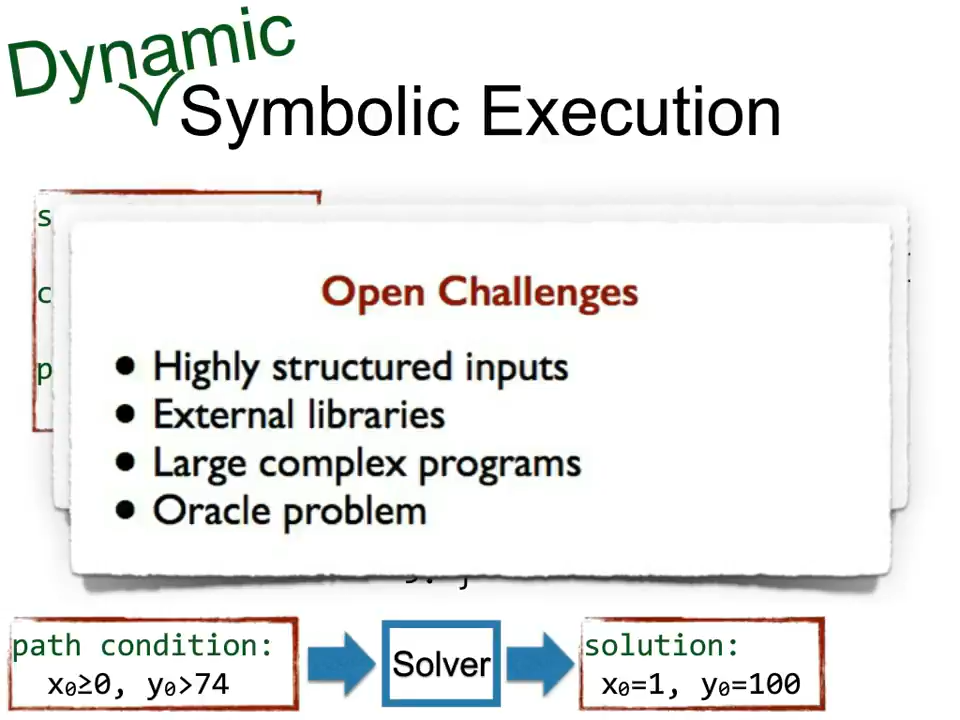 Dynamic
Symbolic Execution
s
c
p
Open Challenges
● Highly structured inputs
● External libraries
● Large complex programs
● Oracle problem
path condition:
x₀≥0, y₀>74
Solver
solution:
x₀=1, y₀=100